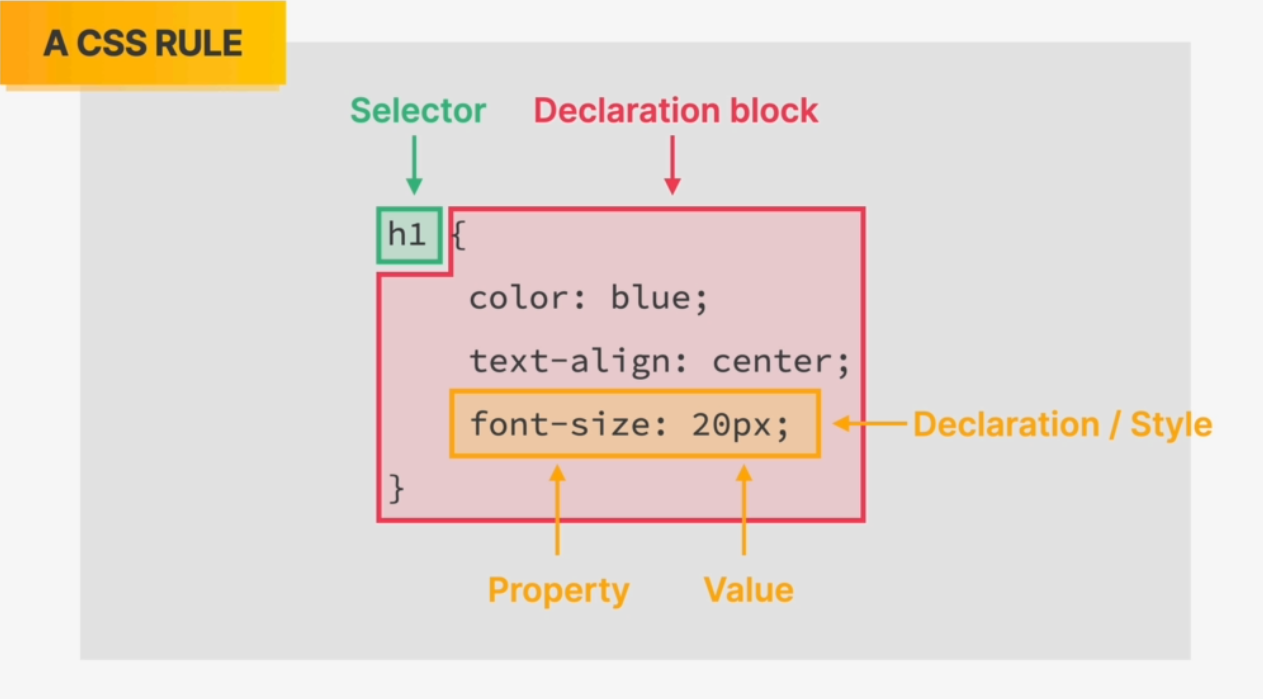 A CSS RULE
Selector Declaration block
h1 {
color: blue;
text-align: center;
font-size: 20px; Declaration / Style
}
Property Value